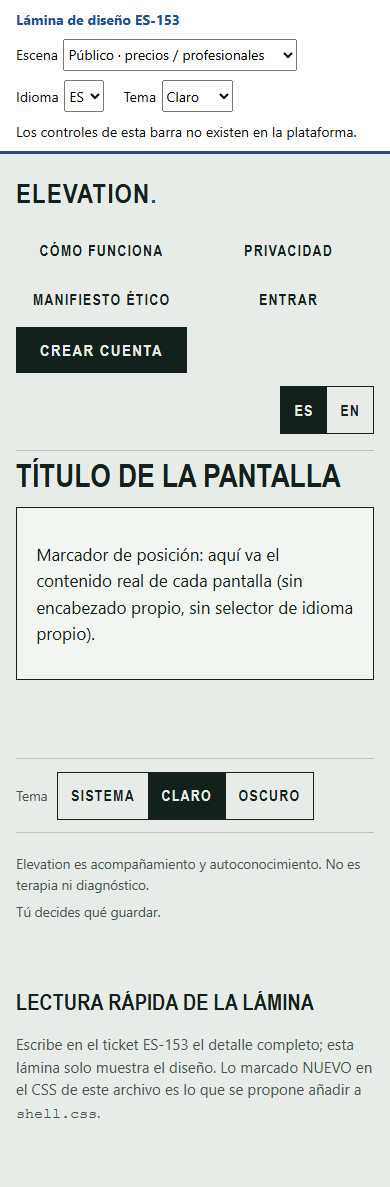 Lámina de diseño ES-153
Escena Público · precios / profesionales
Idioma ES Tema Claro
Los controles de esta barra no existen en la plataforma.
ELEVATION.
CÓMO FUNCIONA PRIVACIDAD
MANIFIESTO ÉTICO ENTRAR
CREAR CUENTA
ES EN
TÍTULO DE LA PANTALLA
Marcador de posición: aquí va el
contenido real de cada pantalla (sin
encabezado propio, sin selector de idioma
propio).
Tema SISTEMA CLARO OSCURO
Elevation es acompañamiento y autoconocimiento. No es
terapia ni diagnóstico.
Tú decides qué guardar.
LECTURA RÁPIDA DE LA LÁMINA
Escribe en el ticket ES-153 el detalle completo; esta
lámina solo muestra el diseño. Lo marcado NUEVO en
el CSS de este archivo es lo que se propone añadir a
shell.css.